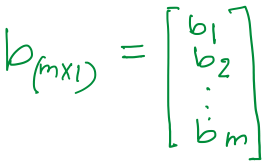 b(m×1) = [b1
b2
⋮
bm]